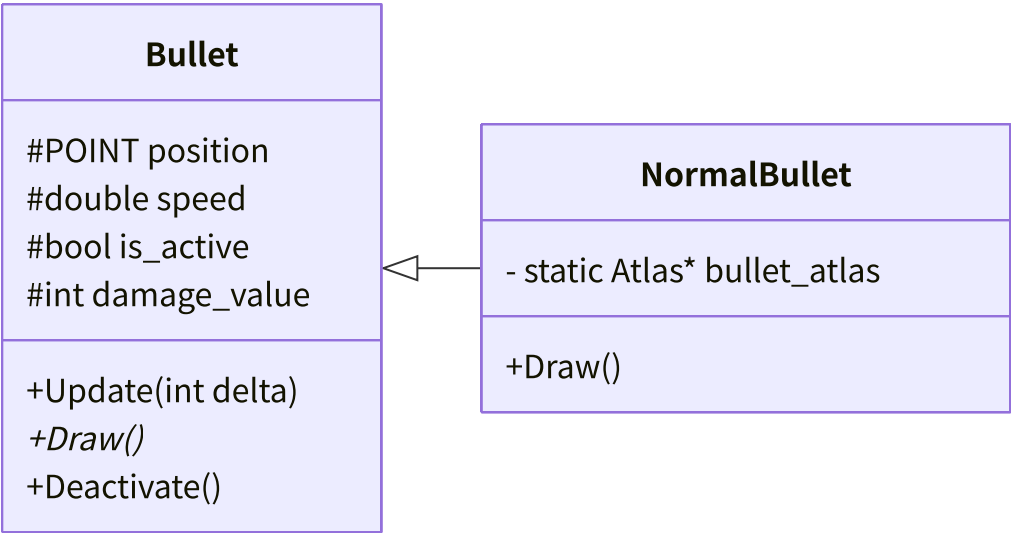 Bullet
#POINT position
#double speed
#bool is_active
#int damage_value
+Update(int delta)
+Draw()
+Deactivate()
NormalBullet
- static Atlas* bullet_atlas
+Draw()